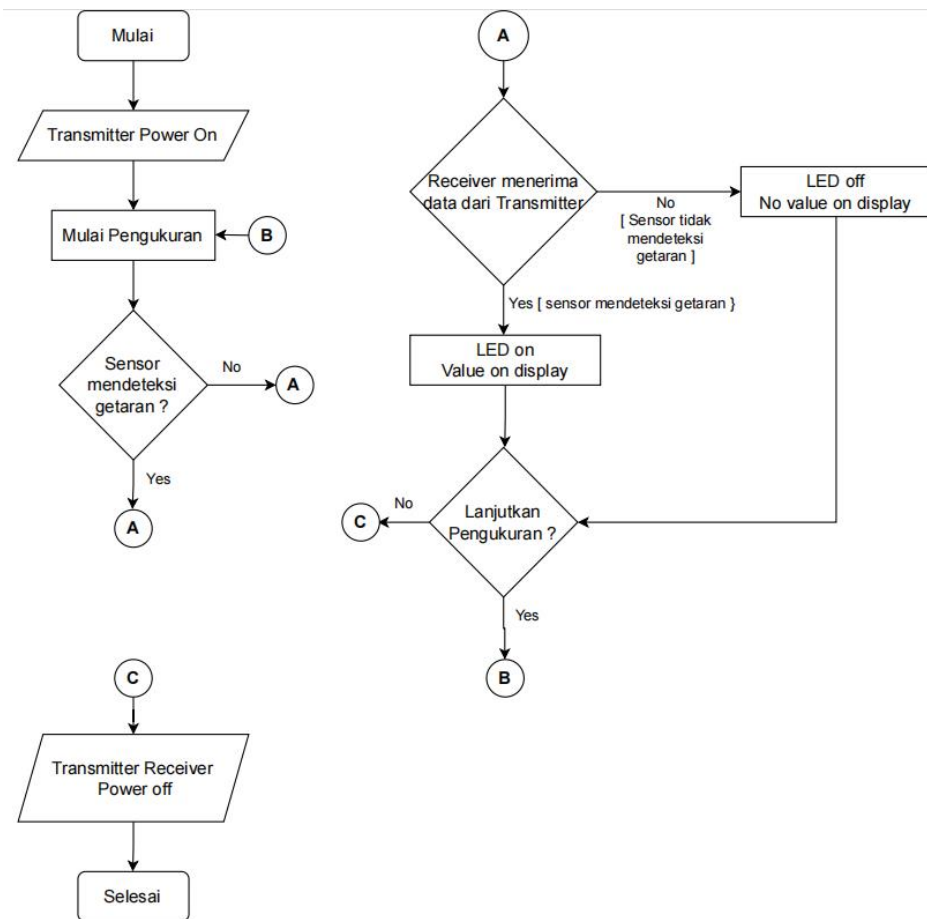 Mulai
Transmitter Power On
Mulai Pengukuran
B
Sensor
mendeteksi
getaran ?
No
A
Yes
A
A
Receiver menerima
data dari Transmitter
No
[ Sensor tidak
mendeteksi
getaran ]
LED off
No value on display
Yes [ sensor mendeteksi getaran }
LED on
Value on display
Lanjutkan
Pengukuran ?
No
C
Yes
B
C
Transmitter Receiver
Power off
Selesai